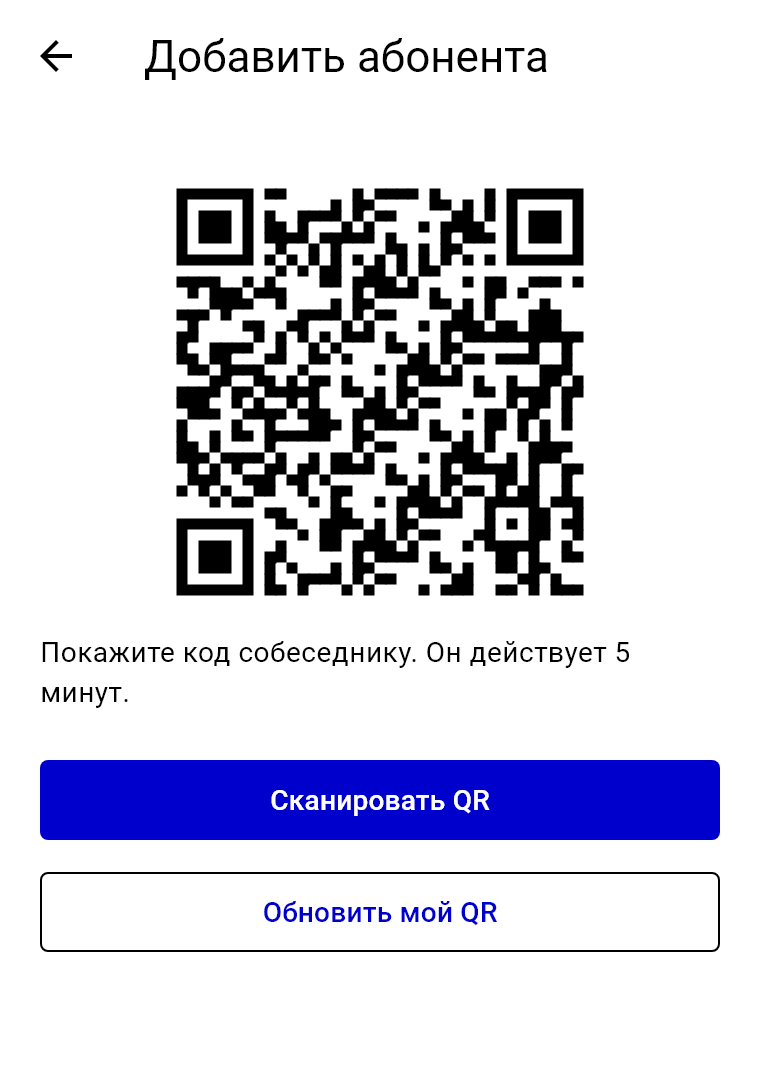 Добавить абонента
Покажите код собеседнику. Он действует 5
минут.
Сканировать QR
Обновить мой QR